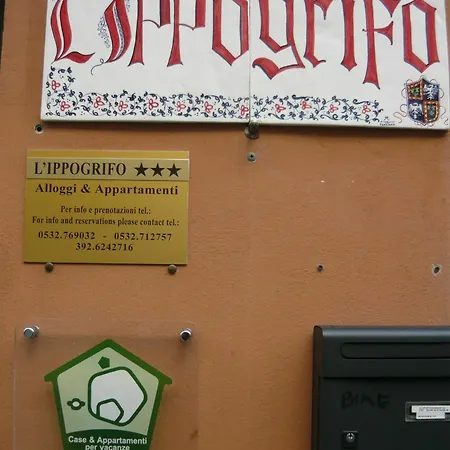 L'Ippogrifo
L'IPPOGRIFO ★★★
Alloggi & Appartamenti
Per info e prenotazioni tel.:
For info and reservations please contact tel.:
0532.769032 - 0532.712757
392.6242716
Case & Appartamenti
per vacanze
BIKE